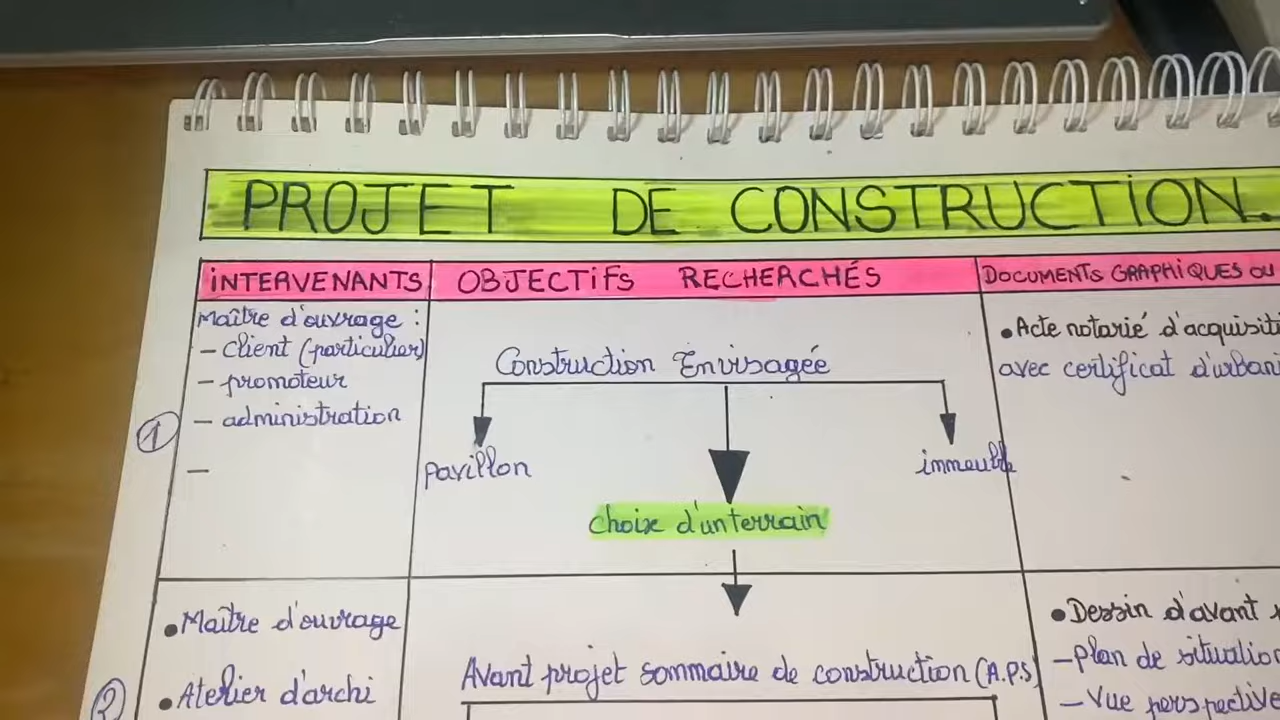 PROJET DE CONSTRUCTION.
INTERVENANTS
OBJECTIFS RECHERCHÉS
DOCUMENTS GRAPHIQUES OU
①
Maître d'ouvrage :
– client (particulier)
– promoteur
– administration
–
Construction Envisagée
pavillon
immeuble
choix d'un terrain
• Acte notarié d'acquisiti
avec certificat d'urbani
②
• Maître d'ouvrage
• Atelier d'archi
Avant projet sommaire de construction (A.P.S)
• Dessin d'avant
– Plan de situation
– Vue perspective